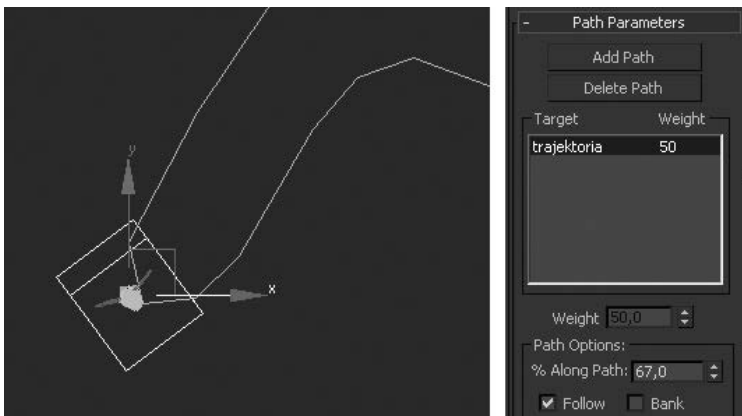 y
x
- Path Parameters
Add Path
Delete Path
Target Weight
trajektoria 50
Weight 50,0
Path Options:
% Along Path: 67,0
Follow Bank